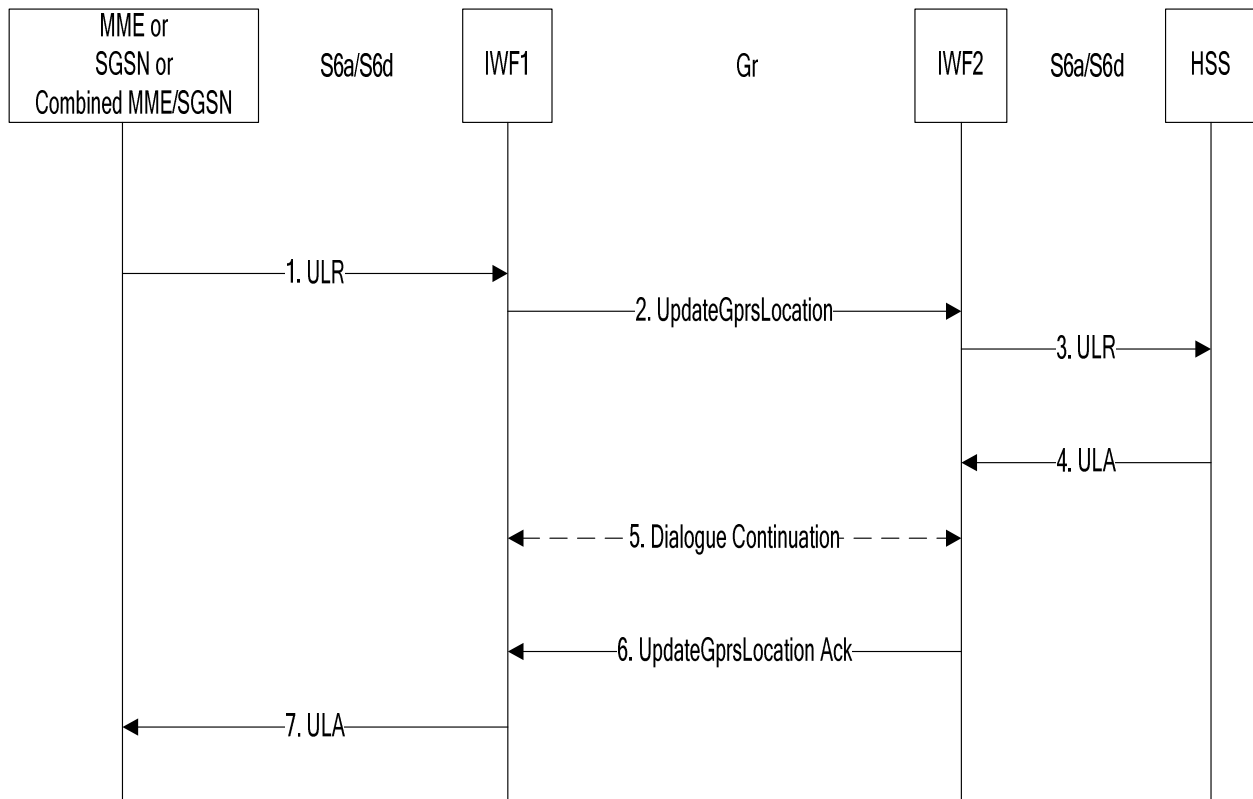 MME or
SGSN or
Combined MME/SGSN
S6a/S6d
IWF1
Gr
IWF2
S6a/S6d
HSS
1. ULR
2. UpdateGprsLocation
3. ULR
4. ULA
5. Dialogue Continuation
6. UpdateGprsLocation Ack
7. ULA